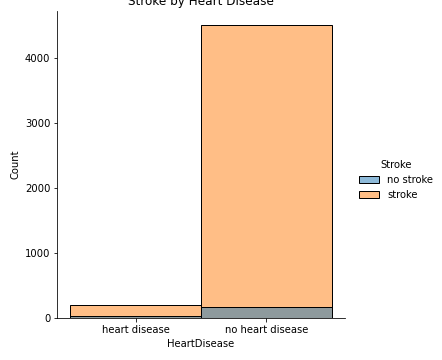 Stroke by Heart Disease
4000
3000
2000
1000
0
Count
heart disease
no heart disease
HeartDisease
Stroke
no stroke
stroke